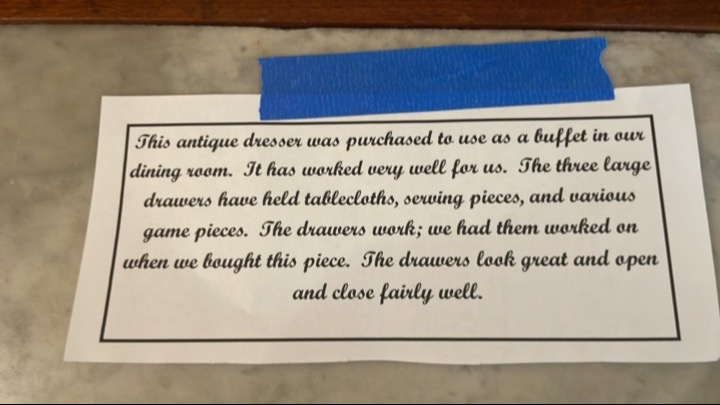 This antique dresser was purchased to use as a buffet in our
dining room.  It has worked very well for us.  The three large
drawers have held tablecloths, serving pieces, and various
game pieces.  The drawers work; we had them worked on
when we bought this piece.  The drawers look great and open
and close fairly well.